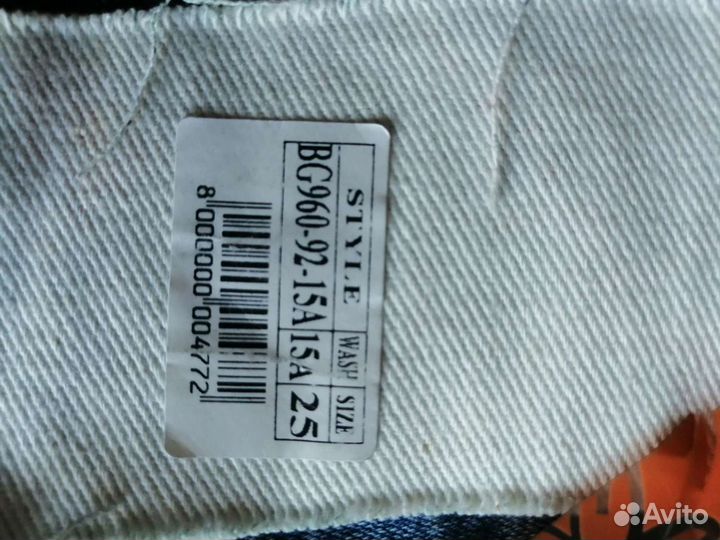 STYLE WASH SIZE
BG960-92-15A 15A 25
8 000000 004772
Avito